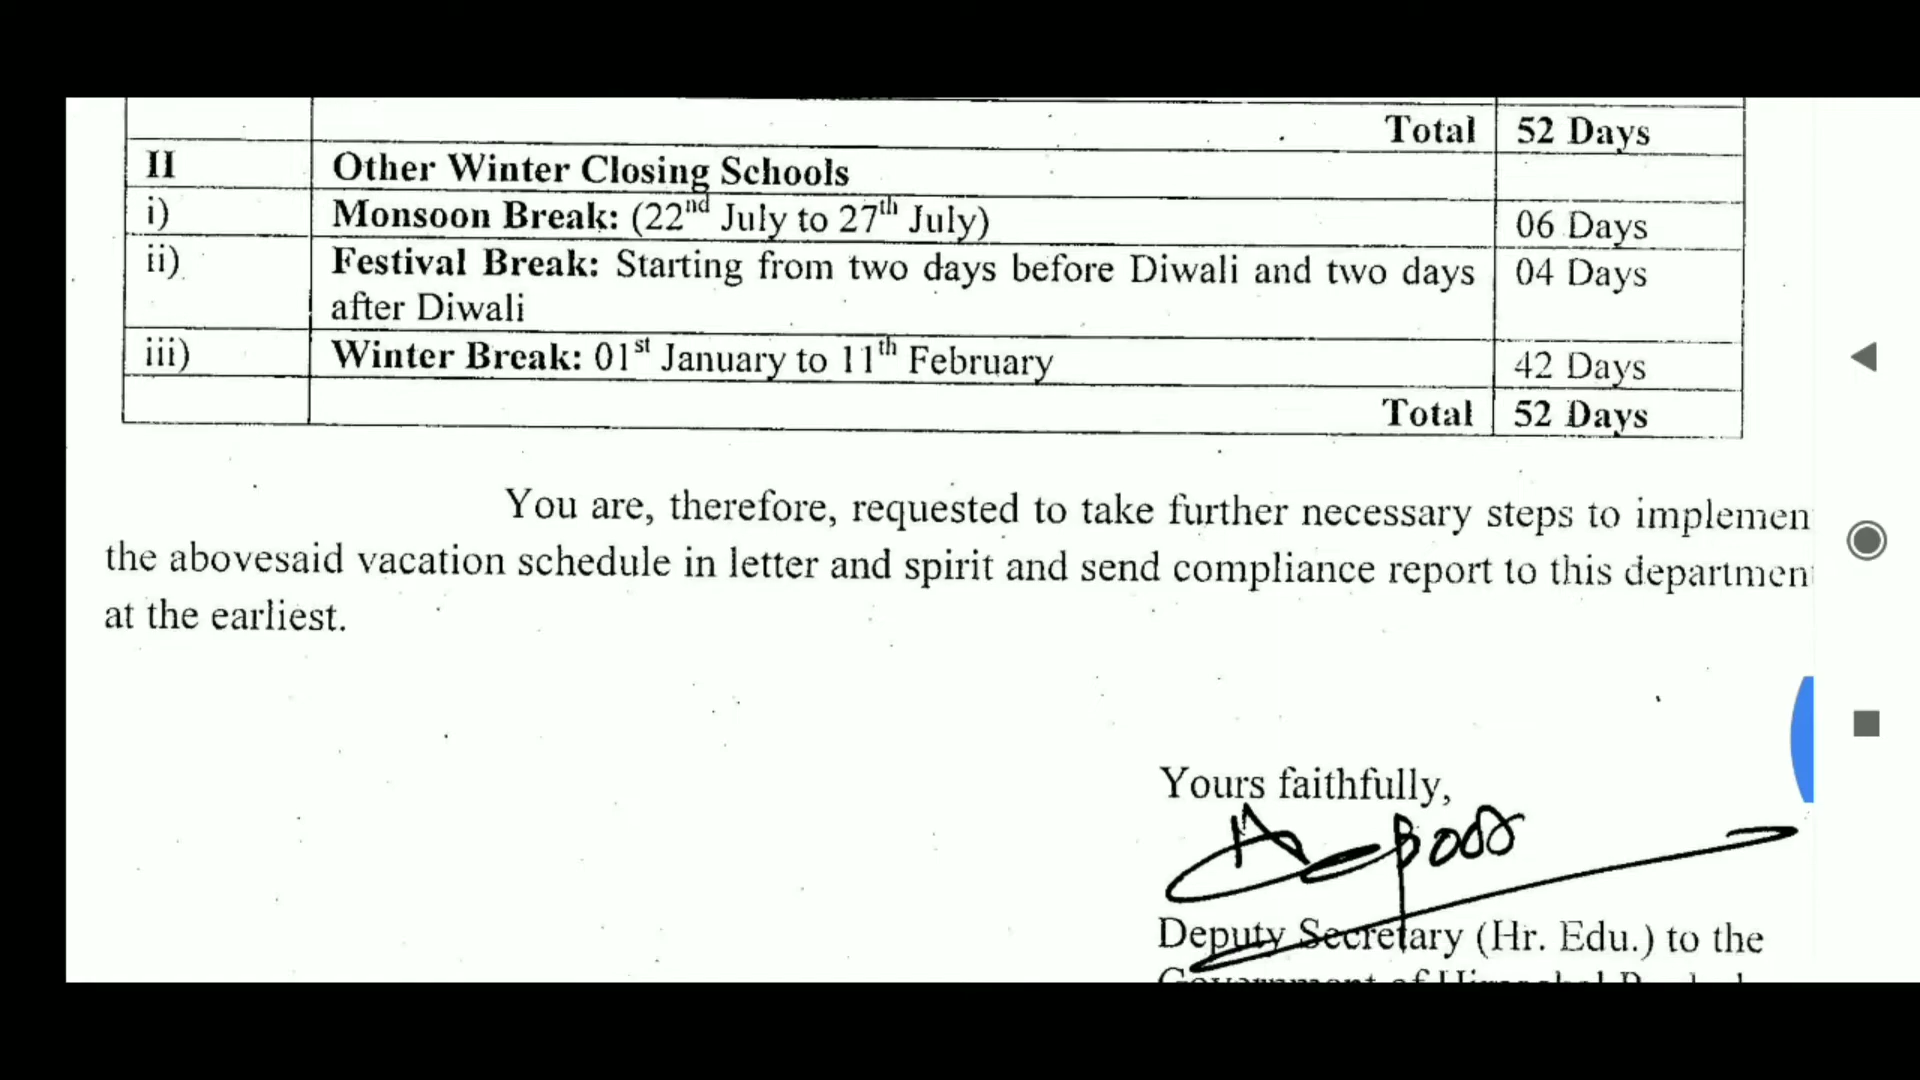 Total 52 Days
II Other Winter Closing Schools
i) Monsoon Break: (22nd July to 27th July) 06 Days
ii) Festival Break: Starting from two days before Diwali and two days 04 Days
after Diwali
iii) Winter Break: 01st January to 11th February 42 Days
Total 52 Days
You are, therefore, requested to take further necessary steps to implemen
the abovesaid vacation schedule in letter and spirit and send compliance report to this departmen
at the earliest.
Yours faithfully,
Deputy Secretary (Hr. Edu.) to the
Government of Himachal Pradesh